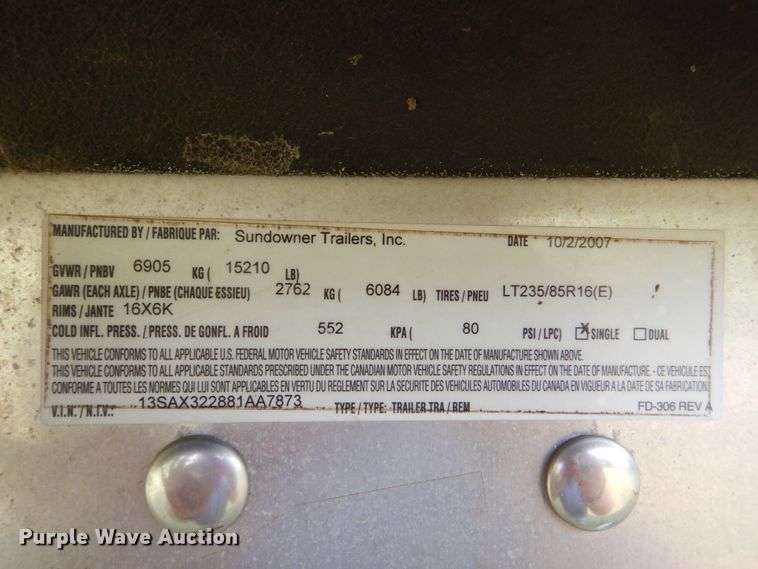 MANUFACTURED BY / FABRIQUE PAR: Sundowner Trailers, Inc. DATE 10/2/2007
GVWR / PNBV 6905 KG ( 15210 LB)
GAWR (EACH AXLE) / PNBE (CHAQUE ESSIEU) 2762 KG ( 6084 LB) TIRES / PNEU LT235/85R16(E)
RIMS / JANTE 16X6K
COLD INFL. PRESS. / PRESS. DE GONFL. A FROID 552 KPA ( 80 PSI / LPC) X SINGLE DUAL
THIS VEHICLE CONFORMS TO ALL APPLICABLE U.S. FEDERAL MOTOR VEHICLE SAFETY STANDARDS IN EFFECT ON THE DATE OF MANUFACTURE SHOWN ABOVE.
THIS VEHICLE CONFORMS TO ALL APPLICABLE STANDARDS PRESCRIBED UNDER THE CANADIAN MOTOR VEHICLE SAFETY REGULATIONS IN EFFECT ON THE DATE OF MANUFACTURE. - CE VEHICULE EST
CONFORME A TOUTES LES NORMES QUI LUI SONT APPLICABLES EN VERTU DU REGLEMENT SUR LA SECURITE DES VEHICULES AUTOMOBILES DU CANADA EN VIGUEUR A LA DATE DE SA FABRICATION.
V.I.N. / N.I.V.: 13SAX322881AA7873 TYPE / TYPE: TRAILER TRA / REM FD-306 REV A
Purple Wave Auction